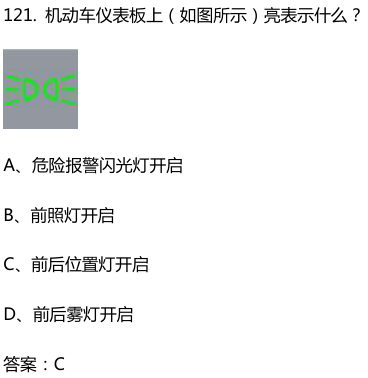 121. 机动车仪表板上（如图所示）亮表示什么？
A、危险报警闪光灯开启
B、前照灯开启
C、前后位置灯开启
D、前后雾灯开启
答案：C